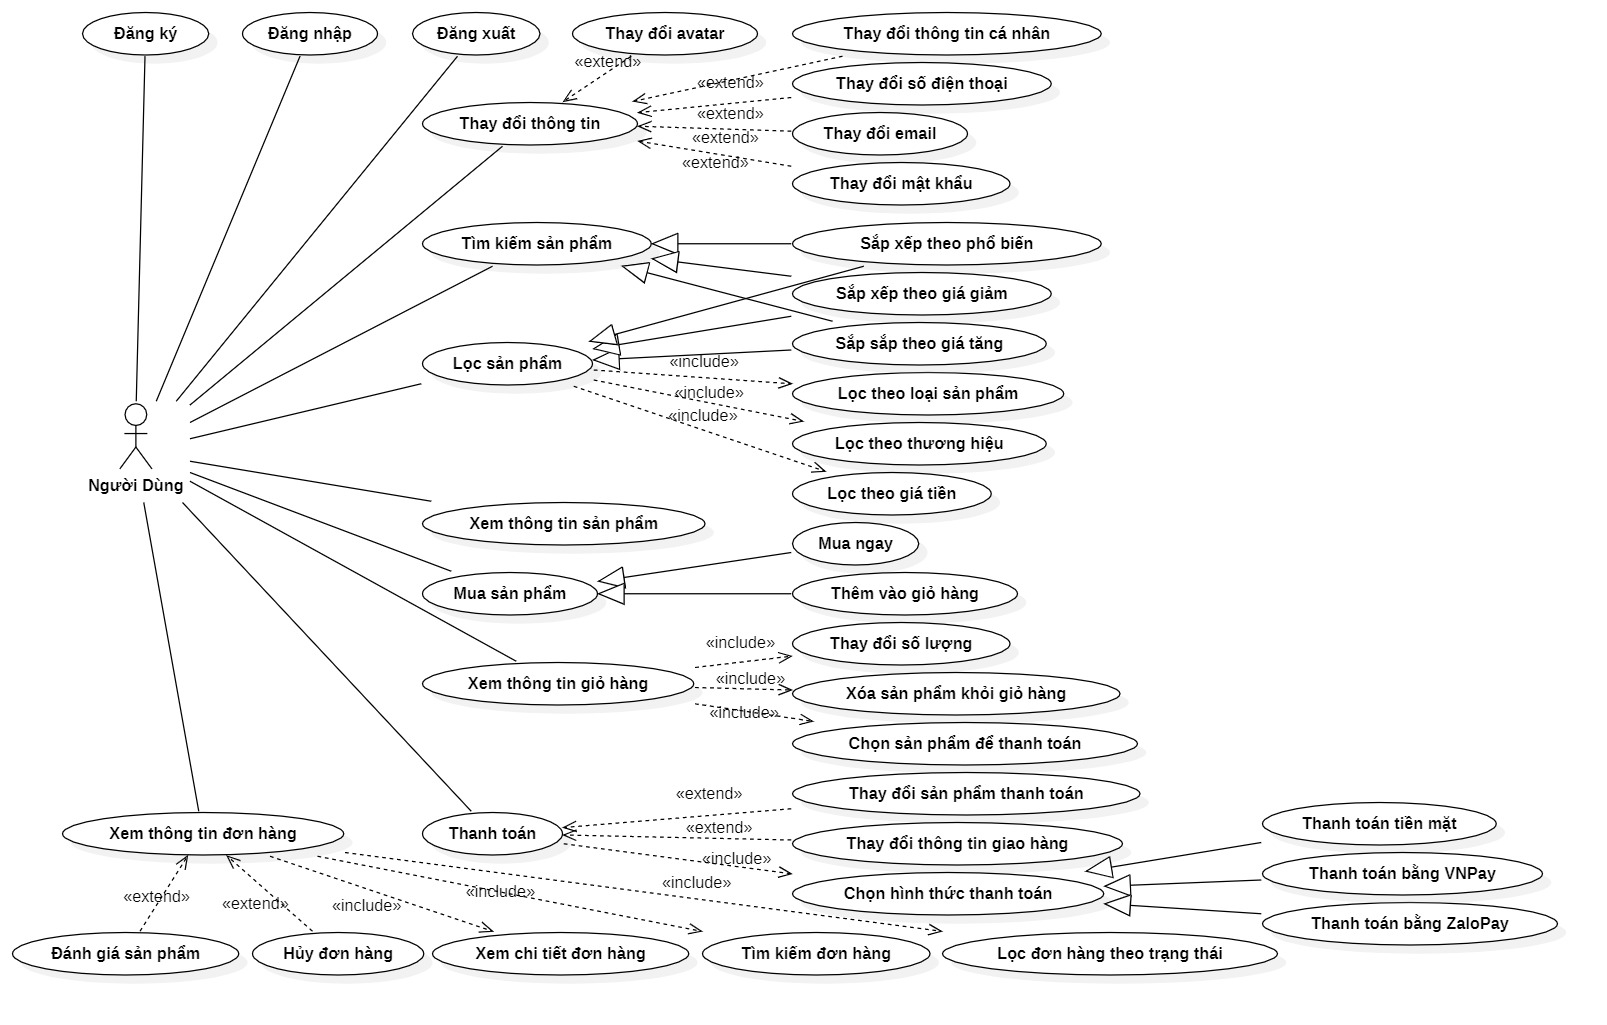 Đăng ký
Đăng nhập
Đăng xuất
Thay đổi avatar
Thay đổi thông tin cá nhân
«extend»
«extend»
Thay đổi số điện thoại
Thay đổi thông tin
«extend»
Thay đổi email
«extend»
«extend»
Thay đổi mật khẩu
Tìm kiếm sản phẩm
Sắp xếp theo phổ biến
Sắp xếp theo giá giảm
Sắp sắp theo giá tăng
Lọc sản phẩm
«include»
Lọc theo loại sản phẩm
«include»
«include»
Lọc theo thương hiệu
Người Dùng
Lọc theo giá tiền
Xem thông tin sản phẩm
Mua ngay
Mua sản phẩm
Thêm vào giỏ hàng
«include»
Thay đổi số lượng
Xem thông tin giỏ hàng
«include»
Xóa sản phẩm khỏi giỏ hàng
«include»
Chọn sản phẩm để thanh toán
«extend»
Thay đổi sản phẩm thanh toán
Xem thông tin đơn hàng
Thanh toán
«extend»
Thay đổi thông tin giao hàng
Thanh toán tiền mặt
«include»
Thanh toán bằng VNPay
«include»
Chọn hình thức thanh toán
«extend»
«extend»
«include»
«include»
Thanh toán bằng ZaloPay
Đánh giá sản phẩm
Hủy đơn hàng
Xem chi tiết đơn hàng
Tìm kiếm đơn hàng
Lọc đơn hàng theo trạng thái